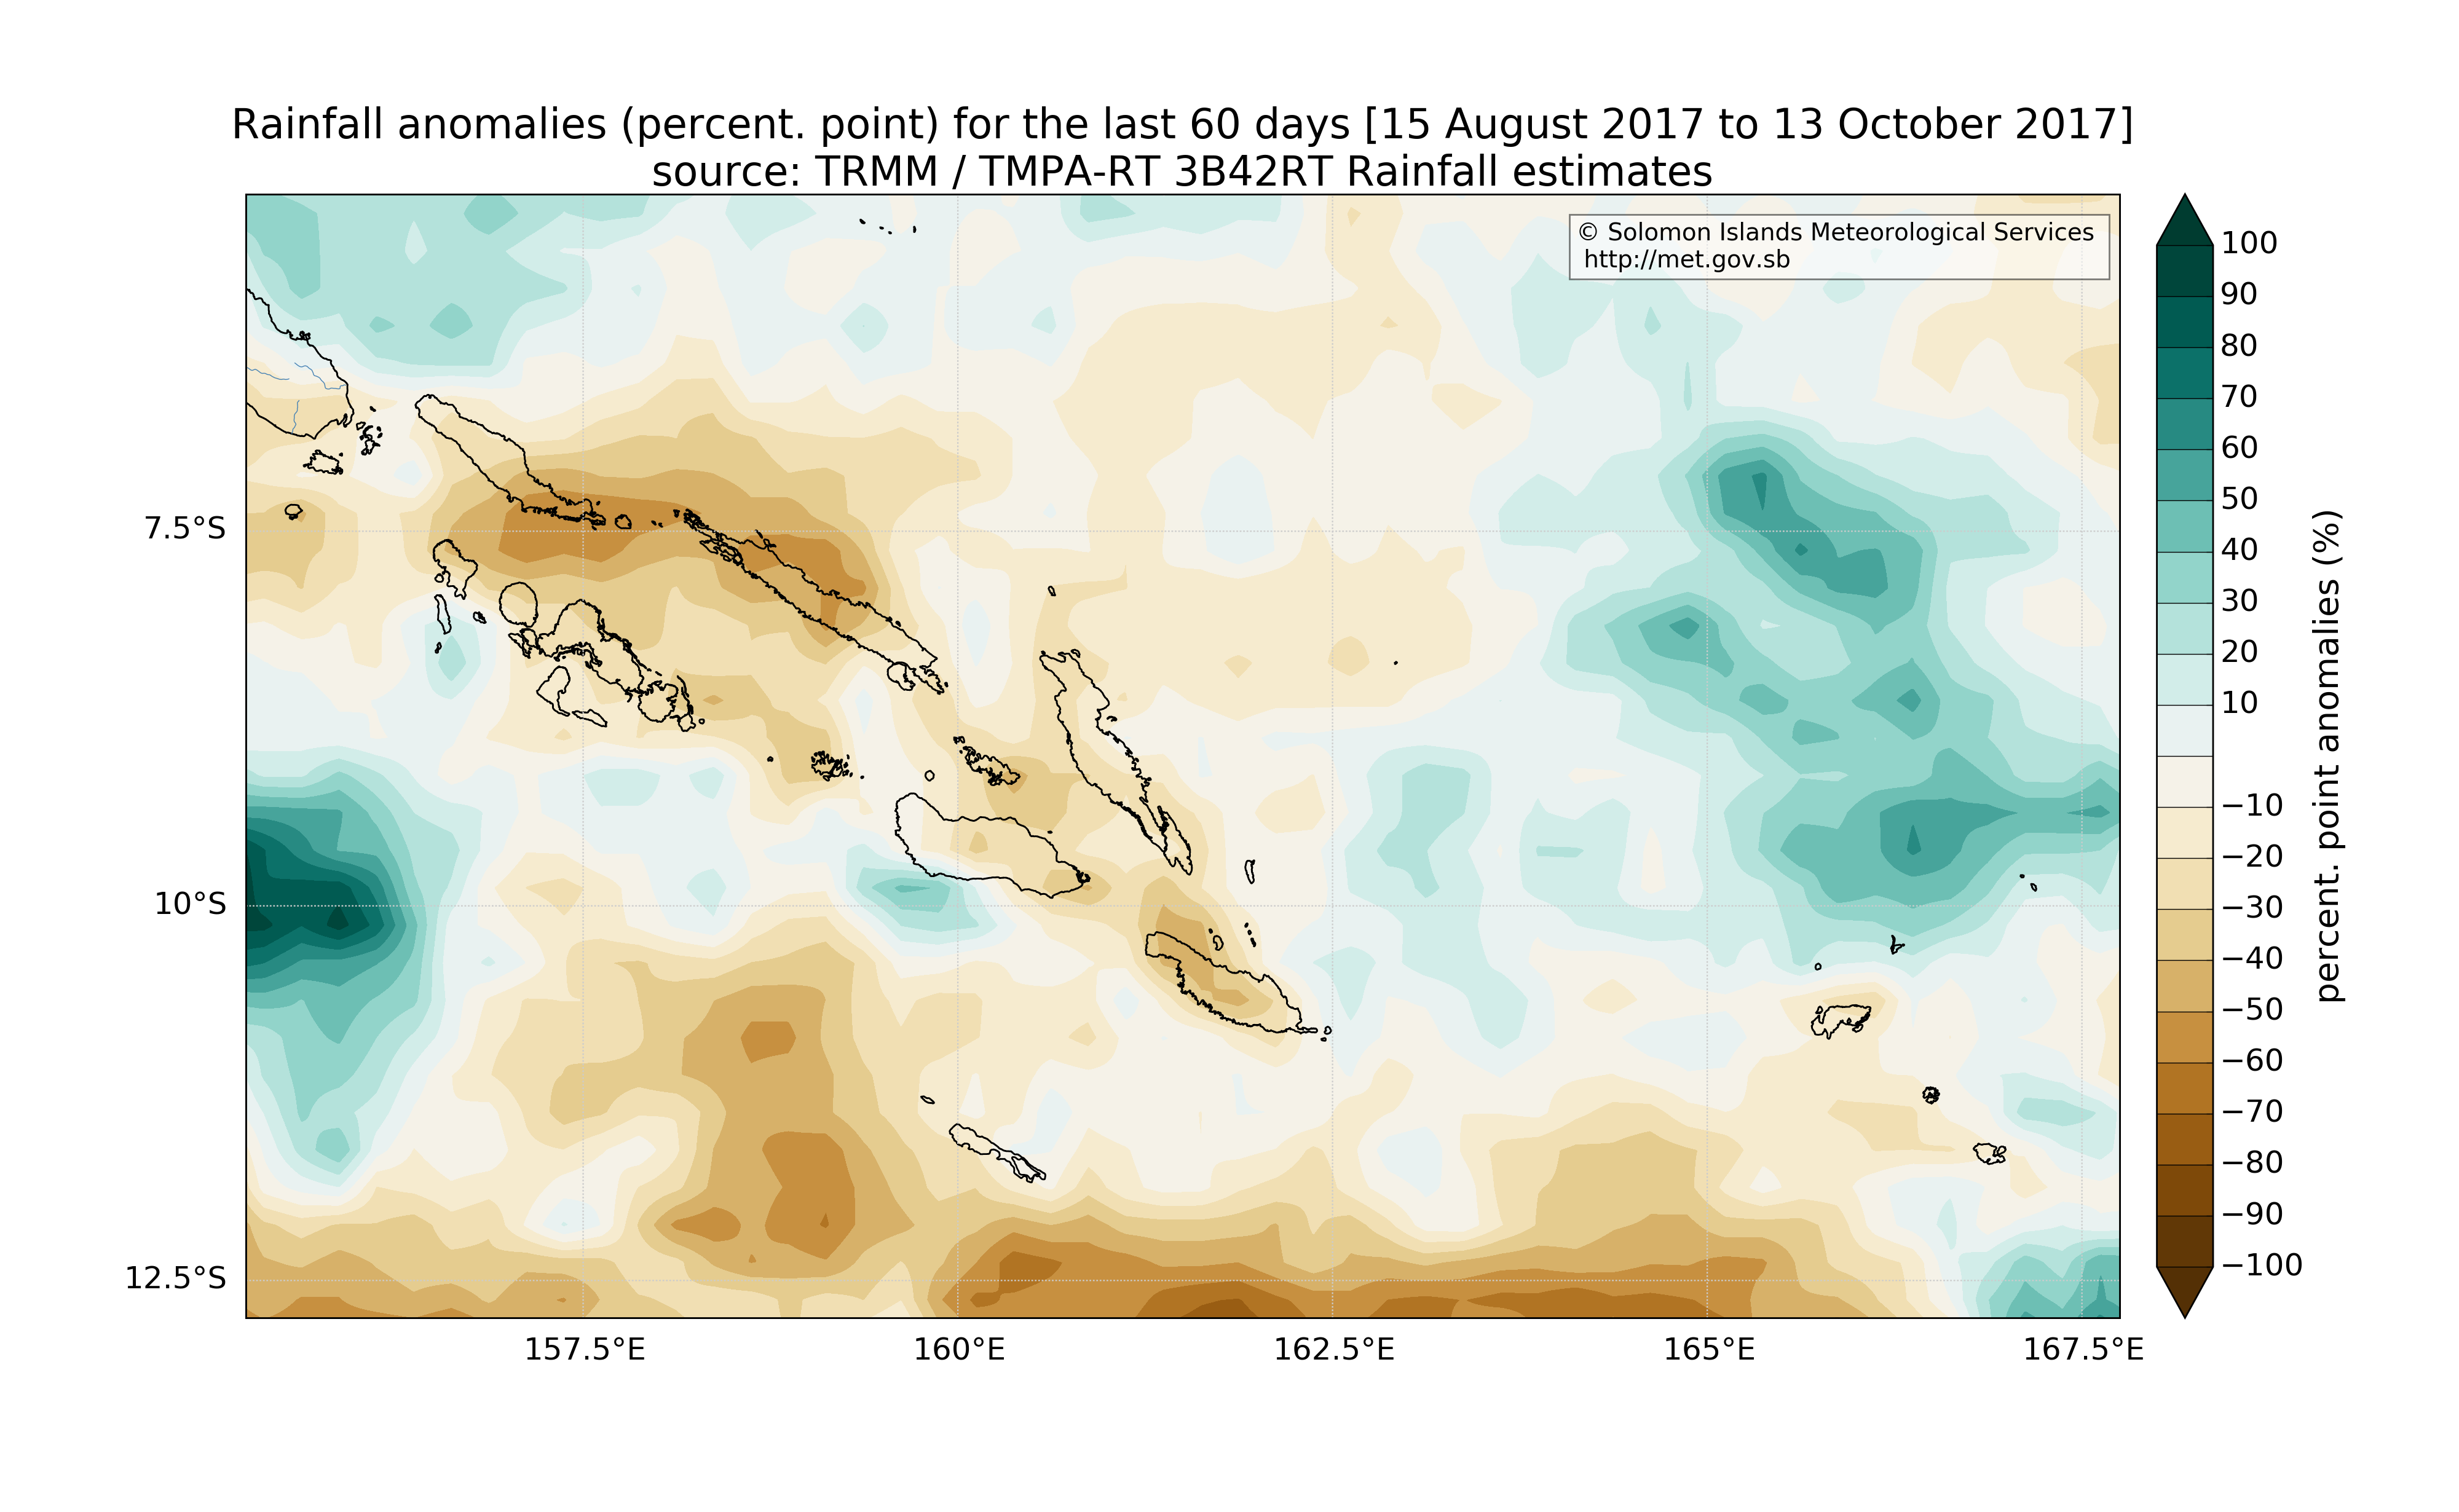 Rainfall anomalies (percent. point) for the last 60 days [15 August 2017 to 13 October 2017]
source: TRMM / TMPA-RT 3B42RT Rainfall estimates
© Solomon Islands Meteorological Services
http://met.gov.sb
7.5°S
10°S
12.5°S
157.5°E
160°E
162.5°E
165°E
167.5°E
100
90
80
70
60
50
40
30
20
10
−10
−20
−30
−40
−50
−60
−70
−80
−90
−100
percent. point anomalies (%)